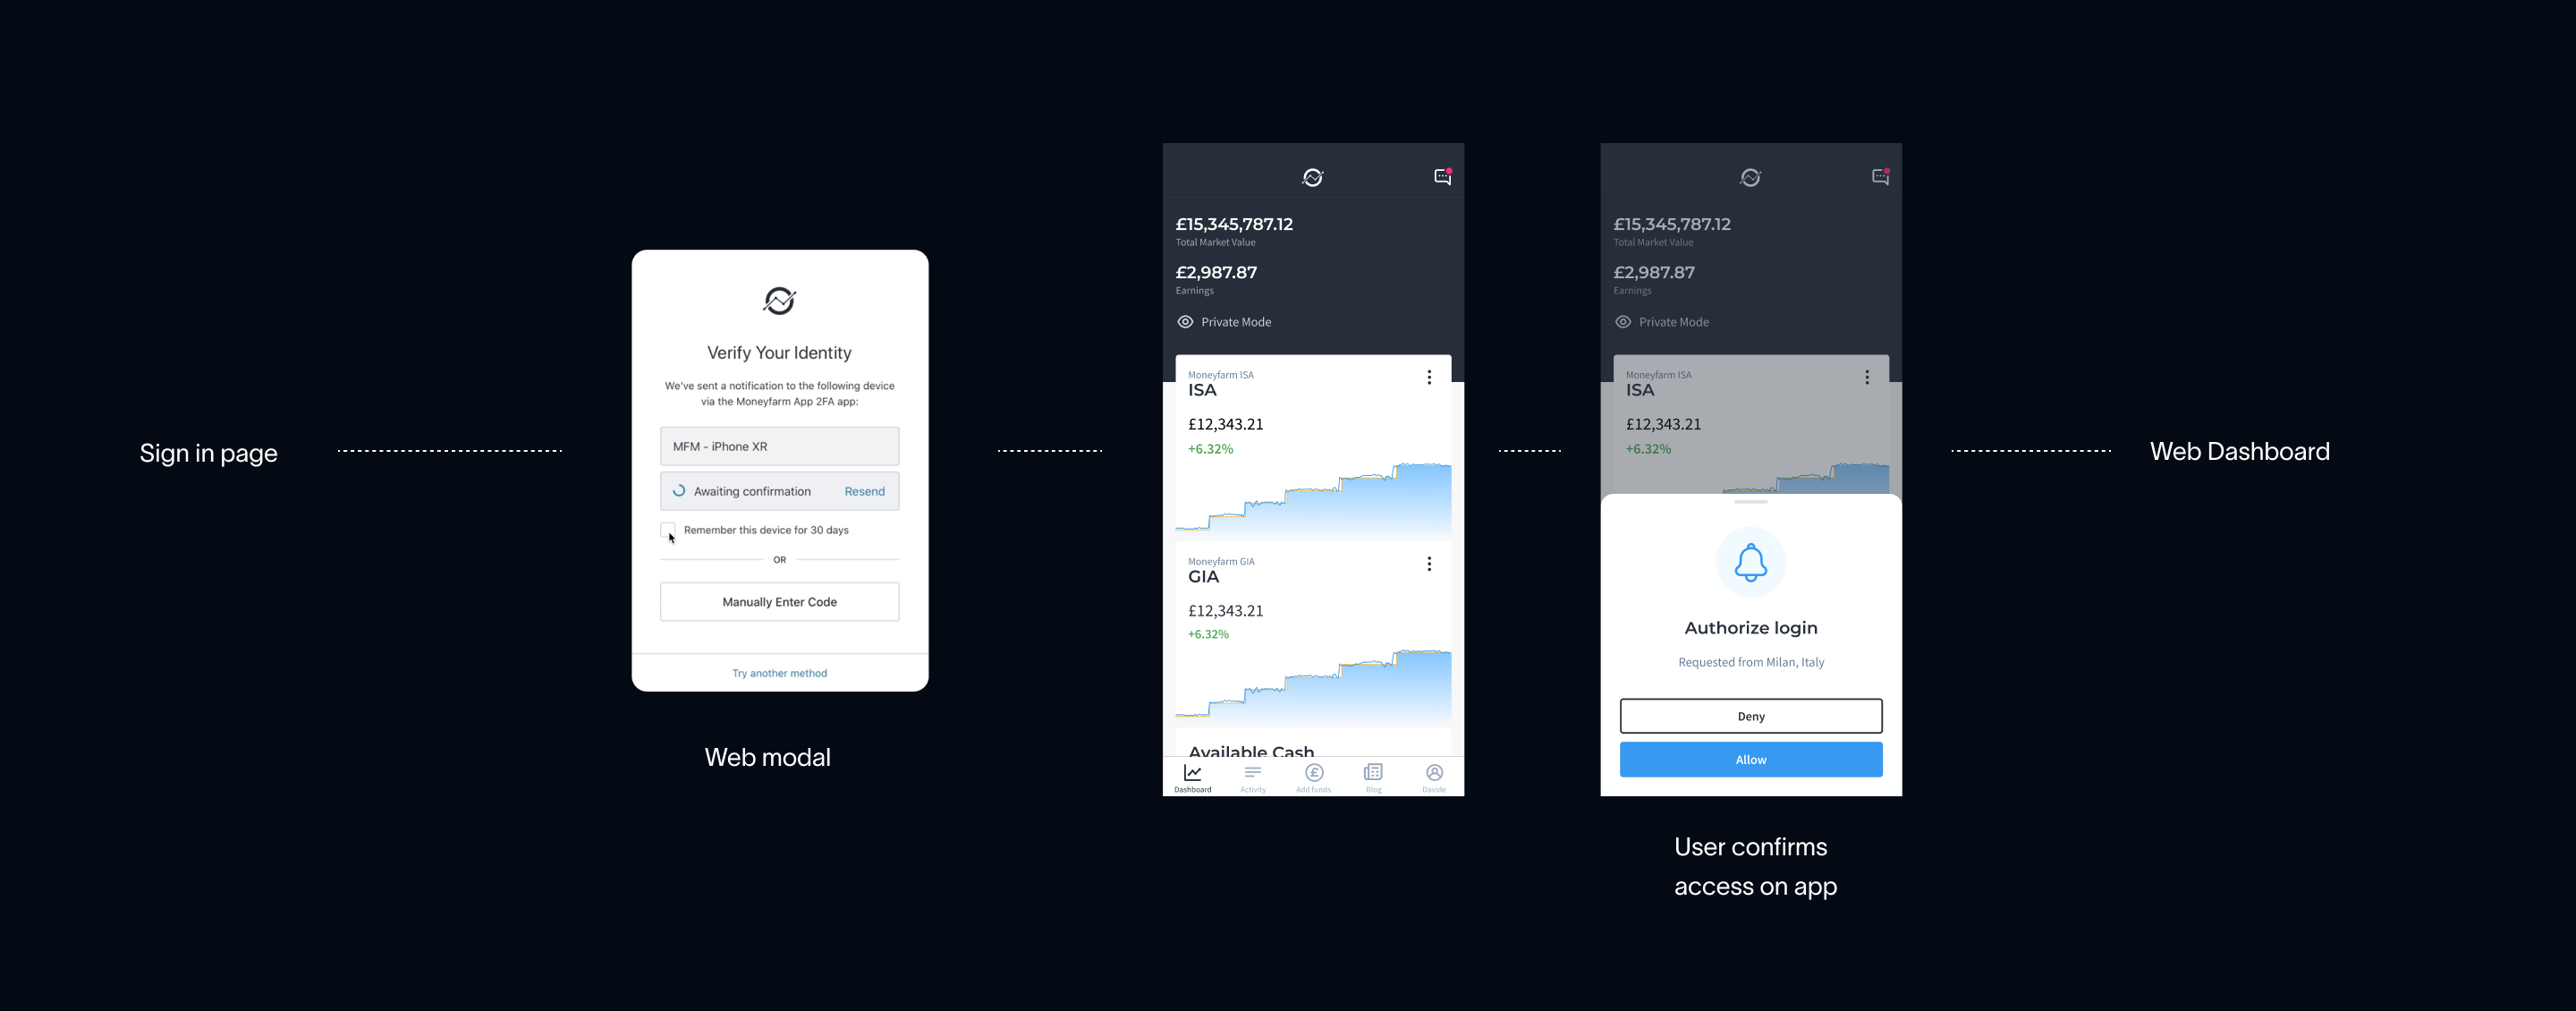 Sign in page
Verify Your Identity
We've sent a notification to the following device
via the Moneyfarm App 2FA app:
MFM - iPhone XR
Awaiting confirmation Resend
Remember this device for 30 days
OR
Manually Enter Code
Try another method
Web modal
£15,345,787.12
Total Market Value
£2,987.87
Earnings
Private Mode
Moneyfarm ISA
ISA
£12,343.21
+6.32%
Moneyfarm GIA
GIA
£12,343.21
+6.32%
Available Cash
Dashboard Activity Add funds Blog Davide
£15,345,787.12
Total Market Value
£2,987.87
Earnings
Private Mode
Moneyfarm ISA
ISA
£12,343.21
+6.32%
Authorize login
Requested from Milan, Italy
Deny
Allow
User confirms
access on app
Web Dashboard